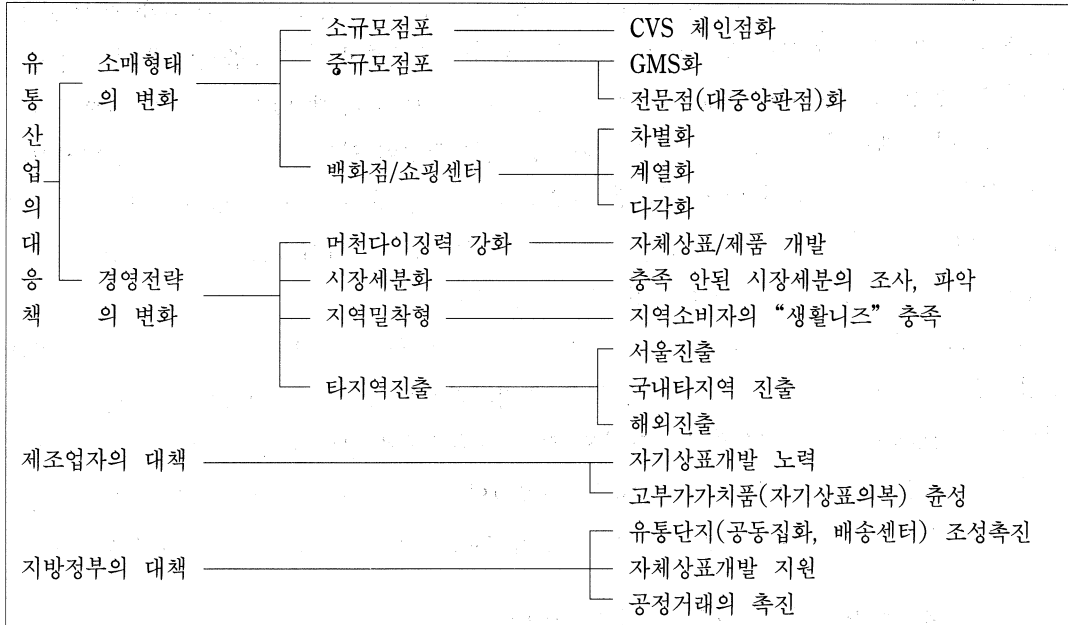 소규모점포 CVS 체인점화
유통산업의대응책 소매형태의 변화 중규모점포 GMS화
전문점(대중양판점)화
차별화
백화점/쇼핑센터 계열화
다각화
머천다이징력 강화 자체상표/제품 개발
경영전략의 변화 시장세분화 충족 안된 시장세분의 조사, 파악
지역밀착형 지역소비자의 “생활니즈” 충족
서울진출
타지역진출 국내타지역 진출
해외진출
제조업자의 대책 자기상표개발 노력
고부가가치품(자기상표의복) 츈성
유통단지(공동집화, 배송센터) 조성촉진
지방정부의 대책 자체상표개발 지원
공정거래의 촉진